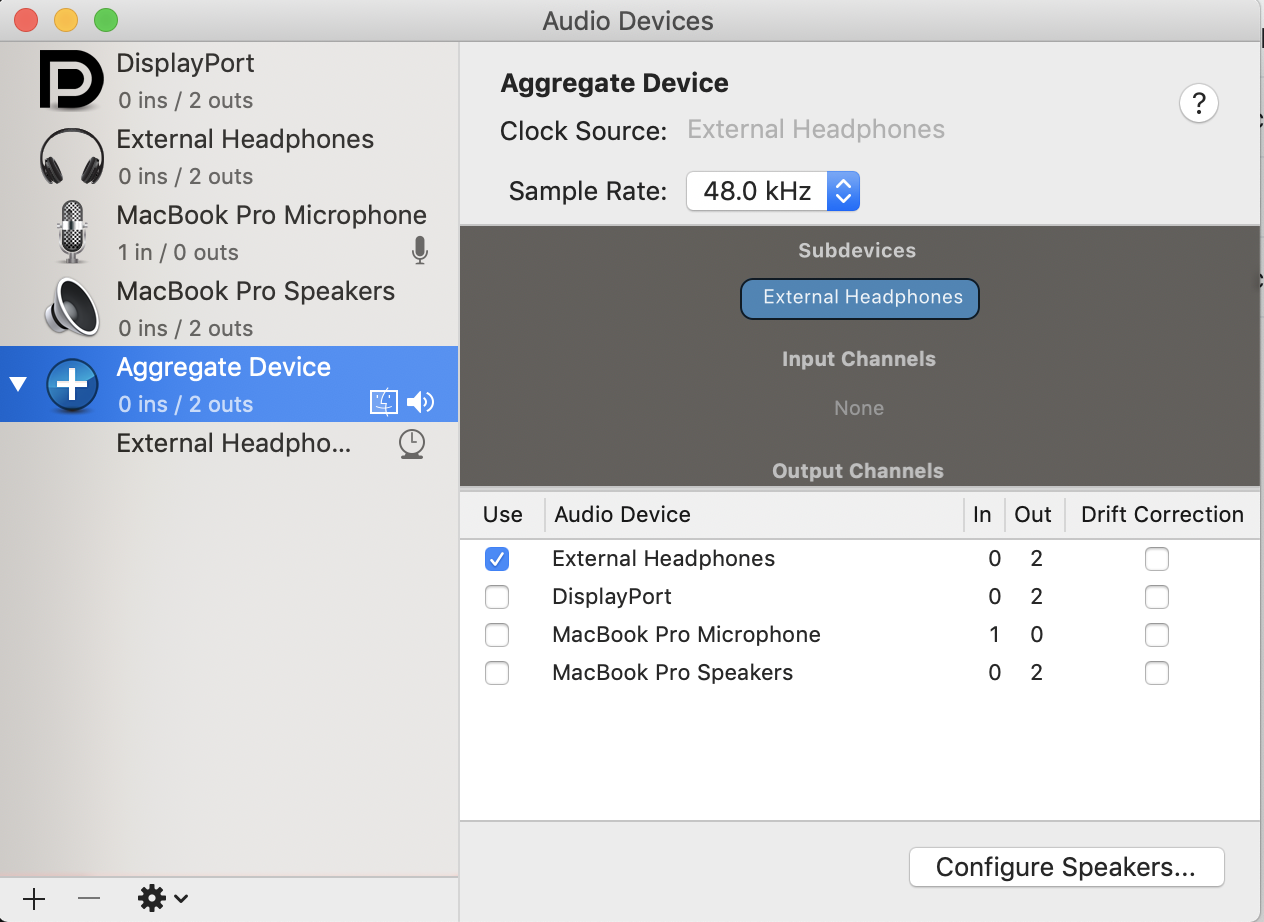 Audio Devices
DisplayPort
0 ins / 2 outs
External Headphones
0 ins / 2 outs
MacBook Pro Microphone
1 in / 0 outs
MacBook Pro Speakers
0 ins / 2 outs
Aggregate Device
0 ins / 2 outs
External Headpho...
Aggregate Device
?
Clock Source: External Headphones
Sample Rate: 48.0 kHz
Subdevices
External Headphones
Input Channels
None
Output Channels
Use Audio Device In Out Drift Correction
External Headphones 0 2
DisplayPort 0 2
MacBook Pro Microphone 1 0
MacBook Pro Speakers 0 2
Configure Speakers...